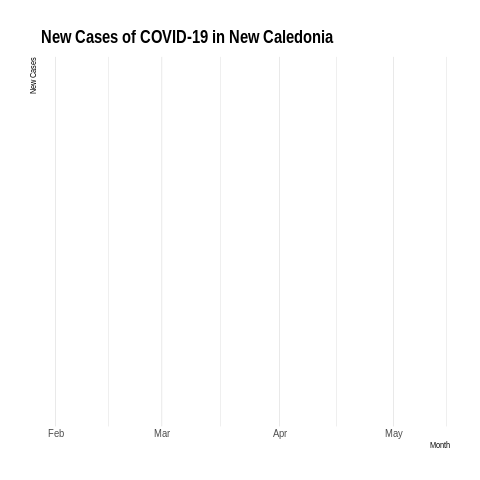 New Cases of COVID-19 in New Caledonia
New Cases
Feb Mar Apr May
Month